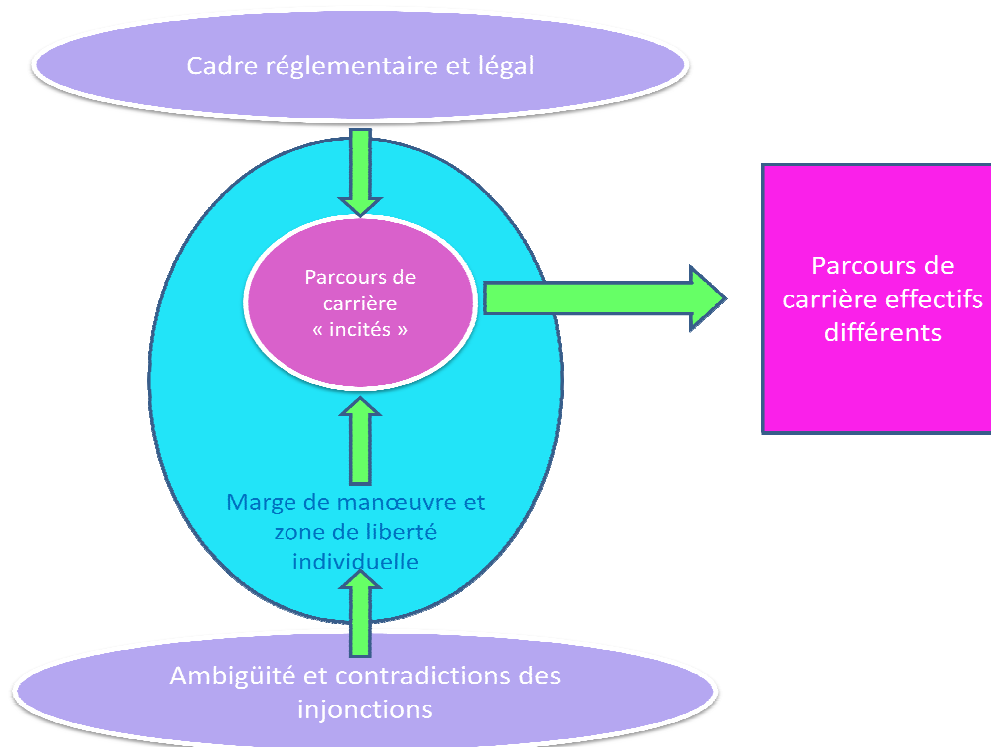 Cadre réglementaire et légal
Parcours de
carrière
« incités »
Parcours de
carrière effectifs
différents
Marge de manœuvre et
zone de liberté
individuelle
Ambigüité et contradictions des
injonctions